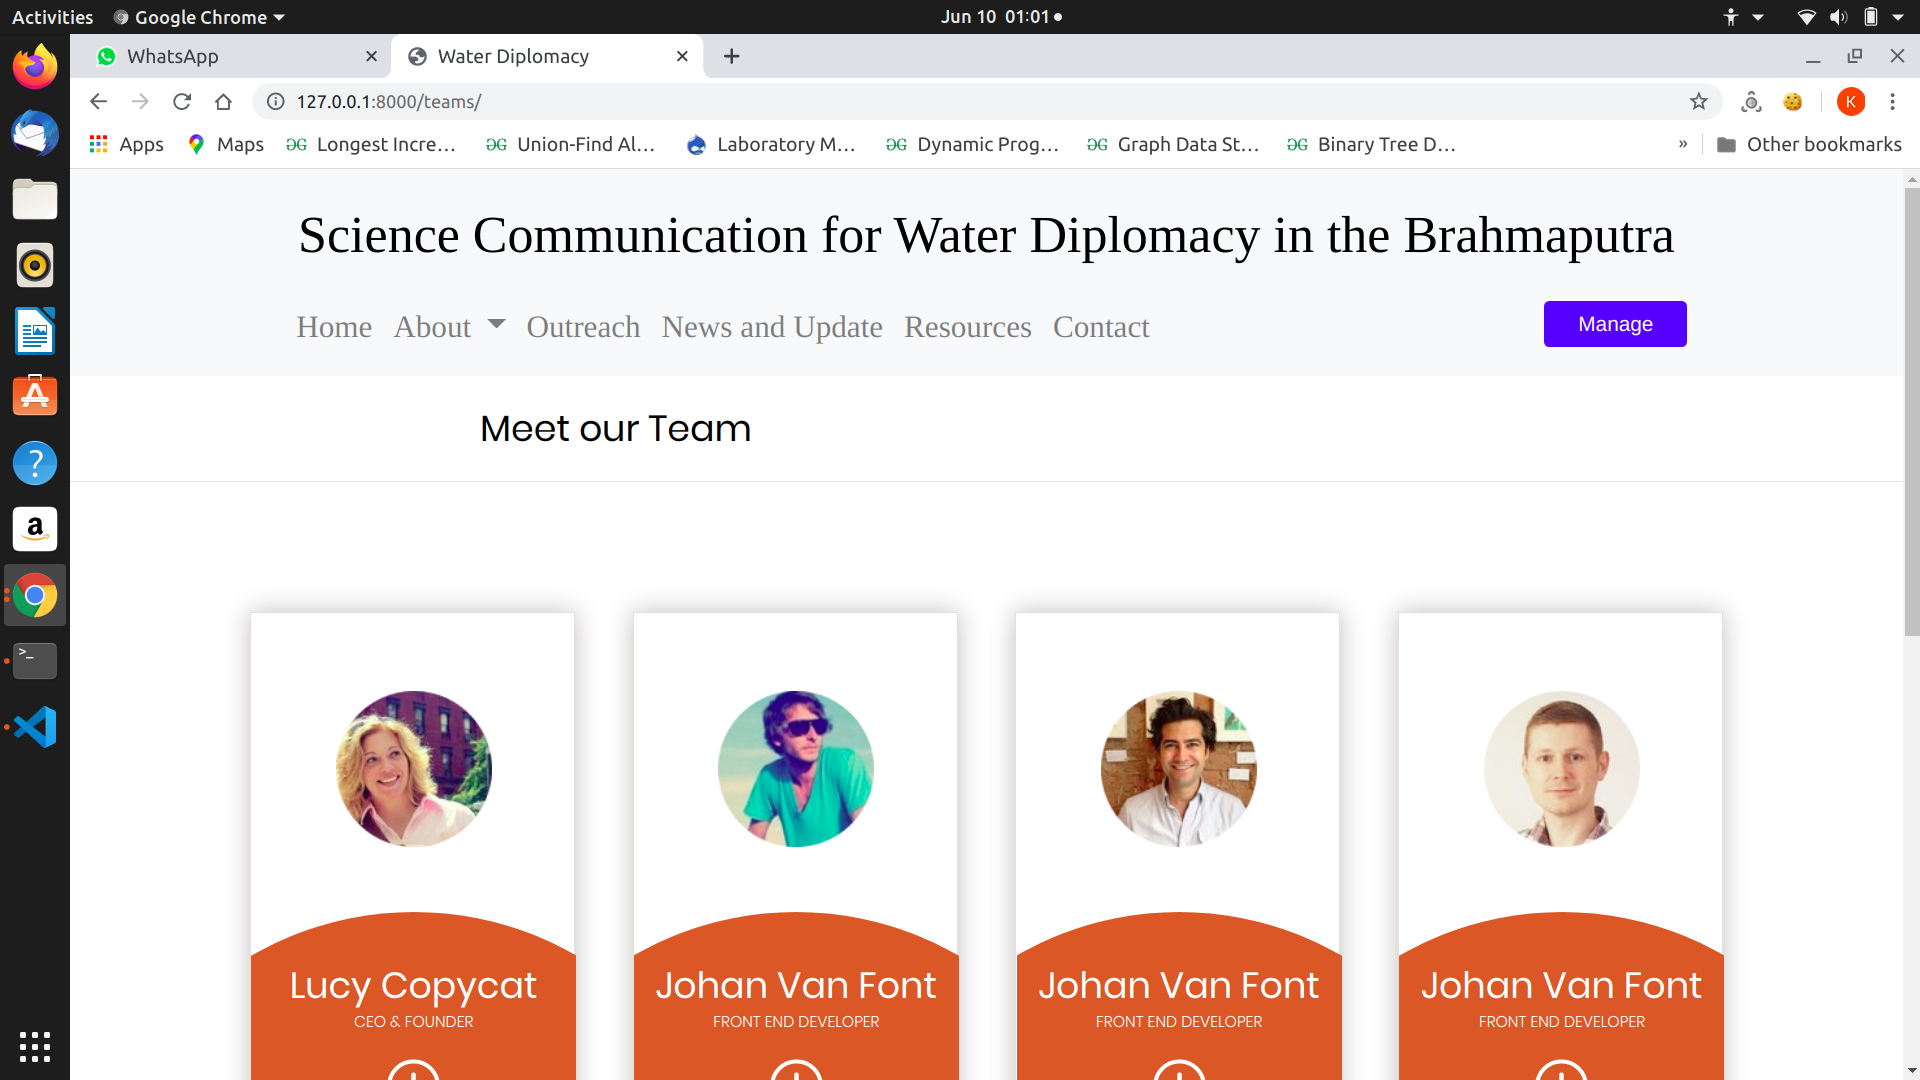 Activities Google Chrome Jun 10 01:01
WhatsApp Water Diplomacy
127.0.0.1:8000/teams/ K
Apps Maps Longest Incre... Union-Find Al... Laboratory M... Dynamic Prog... Graph Data St... Binary Tree D... » Other bookmarks
Science Communication for Water Diplomacy in the Brahmaputra
Home About Outreach News and Update Resources Contact Manage
Meet our Team
Lucy Copycat
CEO & FOUNDER
Johan Van Font
FRONT END DEVELOPER
Johan Van Font
FRONT END DEVELOPER
Johan Van Font
FRONT END DEVELOPER